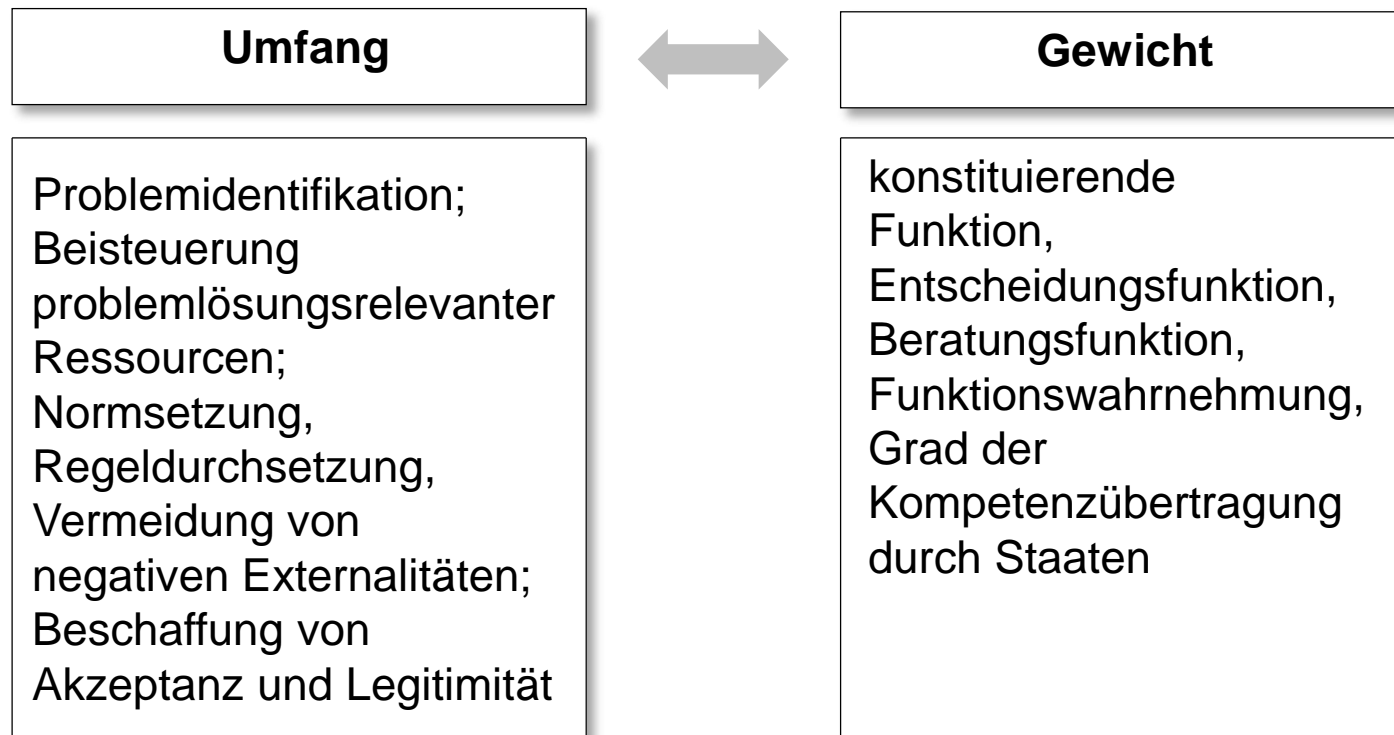 Umfang
Gewicht
Problemidentifikation;
Beisteuerung
problemlösungsrelevanter
Ressourcen;
Normsetzung,
Regeldurchsetzung,
Vermeidung von
negativen Externalitäten;
Beschaffung von
Akzeptanz und Legitimität
konstituierende
Funktion,
Entscheidungsfunktion,
Beratungsfunktion,
Funktionswahrnehmung,
Grad der
Kompetenzübertragung
durch Staaten